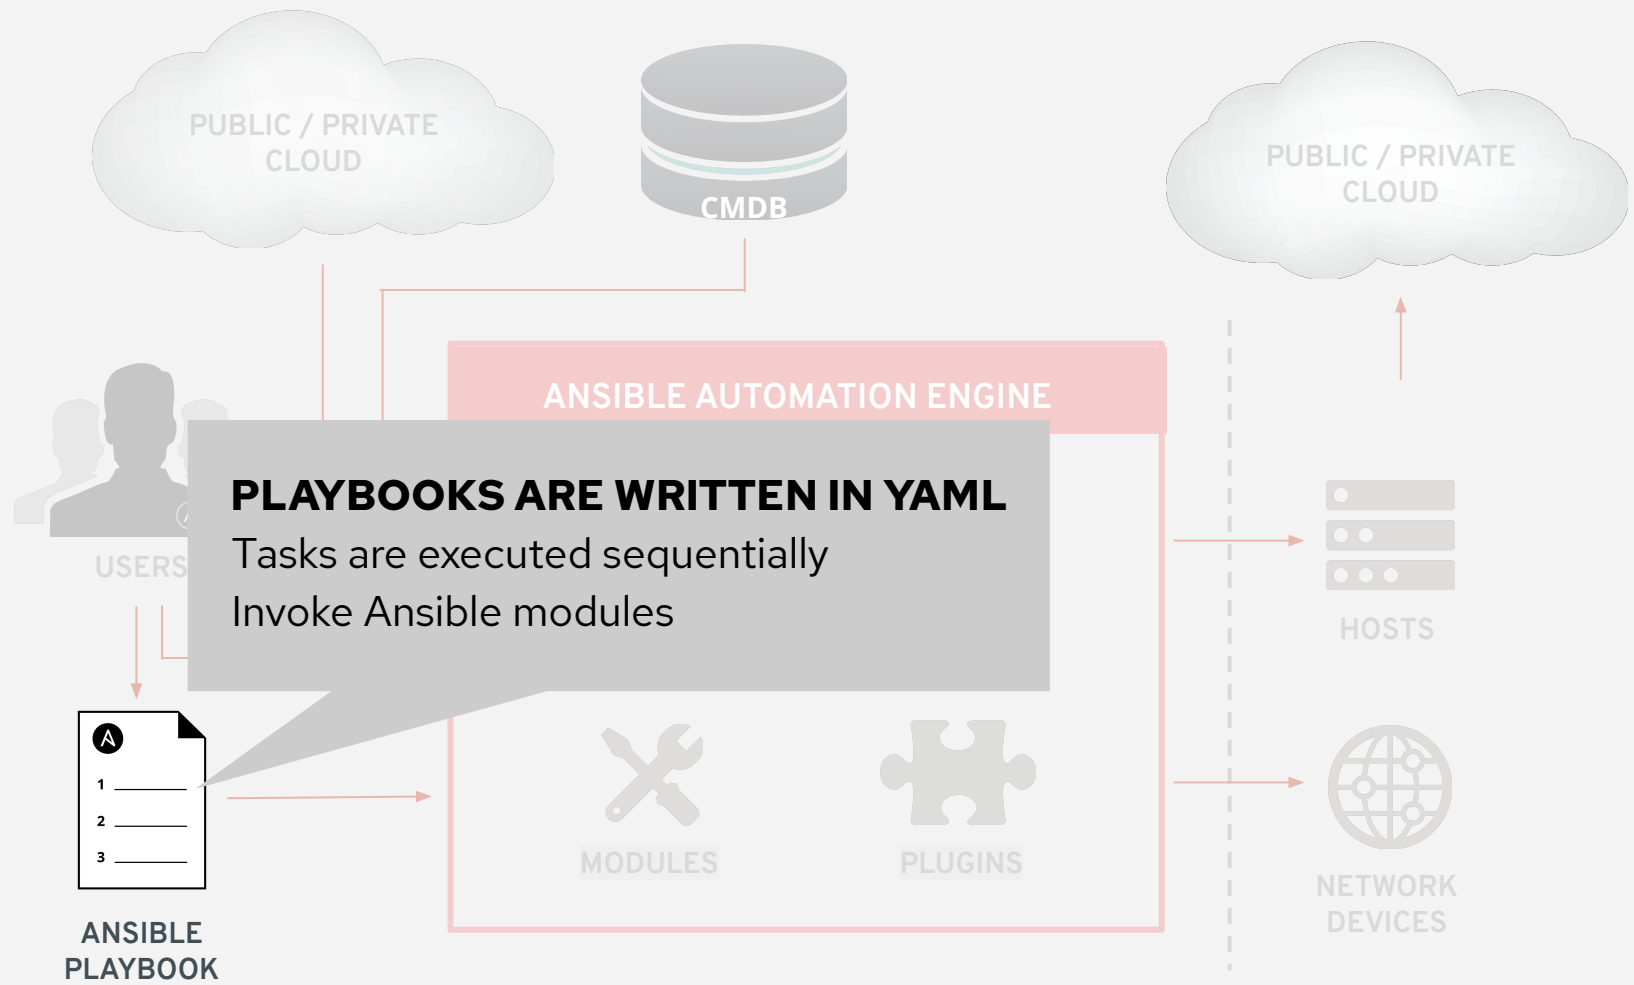 PUBLIC / PRIVATE
CLOUD
CMDB
PUBLIC / PRIVATE
CLOUD
ANSIBLE AUTOMATION ENGINE
USERS
PLAYBOOKS ARE WRITTEN IN YAML
Tasks are executed sequentially
Invoke Ansible modules
HOSTS
1
2
3
ANSIBLE
PLAYBOOK
MODULES
PLUGINS
NETWORK
DEVICES